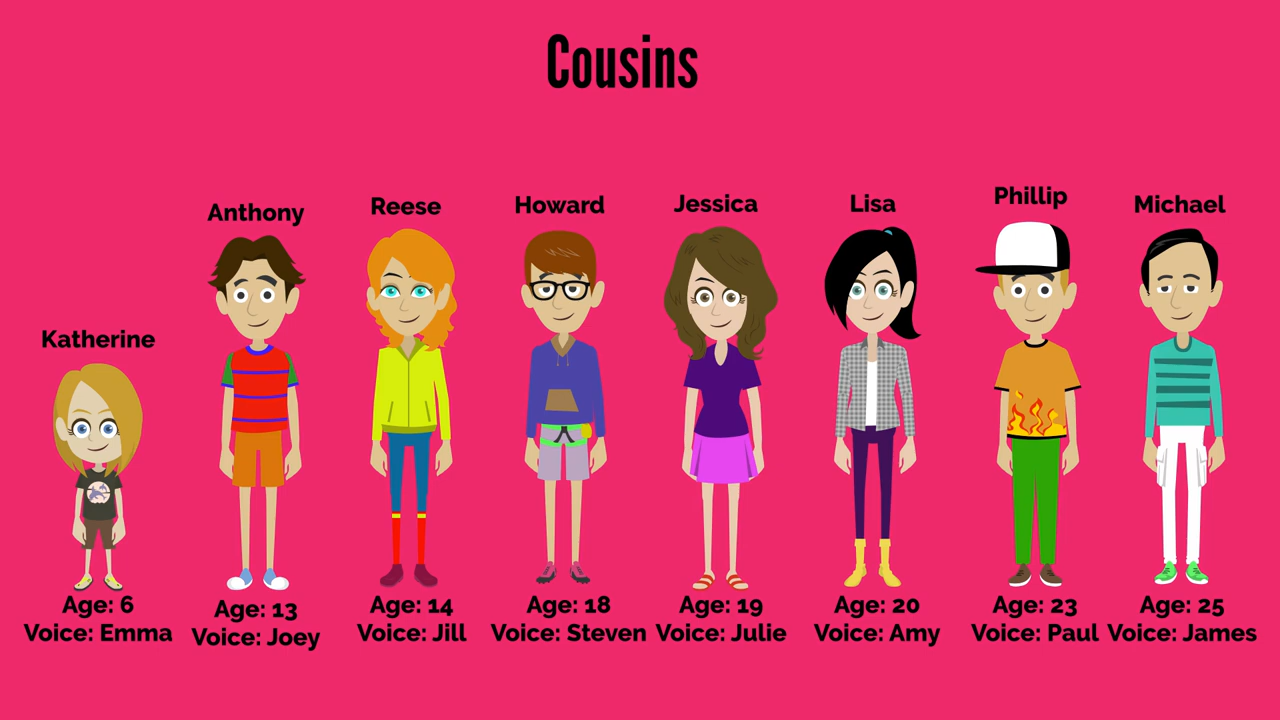 Cousins
Katherine
Anthony
Reese
Howard
Jessica
Lisa
Phillip
Michael
Age: 6
Voice: Emma
Age: 13
Voice: Joey
Age: 14
Voice: Jill
Age: 18
Voice: Steven
Age: 19
Voice: Julie
Age: 20
Voice: Amy
Age: 23
Voice: Paul
Age: 25
Voice: James